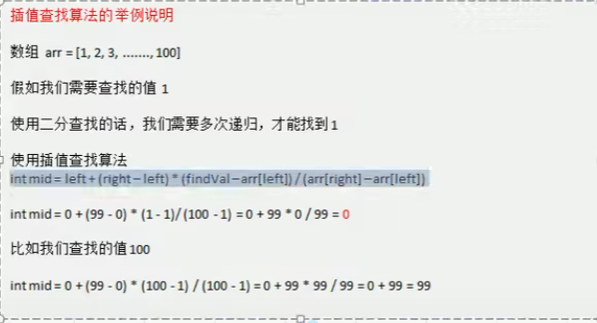 插值查找算法的举例说明
数组 arr = [1, 2, 3, ......., 100]
假如我们需要查找的值 1
使用二分查找的话，我们需要多次递归，才能找到 1
使用插值查找算法
int mid = left + (right – left) * (findVal – arr[left]) / (arr[right] – arr[left])
int mid = 0 + (99 - 0) * (1 - 1)/ (100 - 1) = 0 + 99 * 0 / 99 = 0
比如我们查找的值 100
int mid = 0 + (99 - 0) * (100 - 1) / (100 - 1) = 0 + 99 * 99 / 99 = 0 + 99 = 99